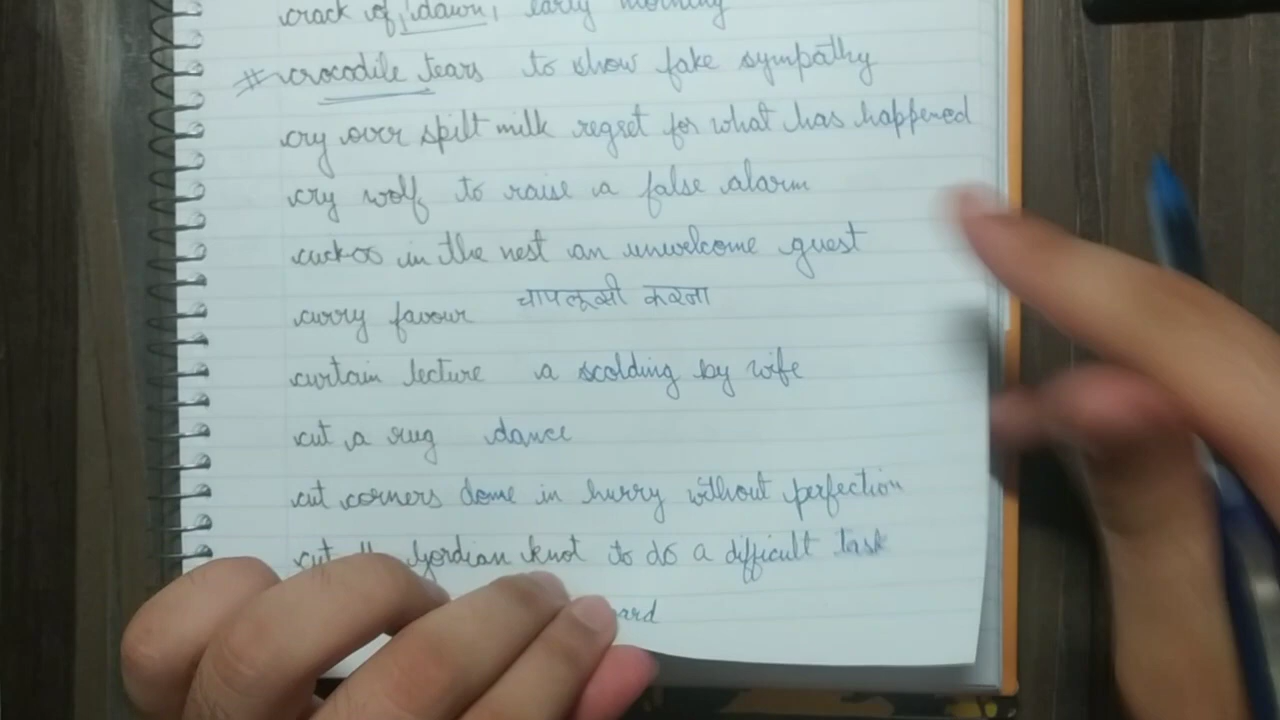 crack of dawn, early morning
# crocodile tears to show fake sympathy
cry over spilt milk regret for what has happened
cry wolf to raise a false alarm
cuckoo in the nest an unwelcome guest
curry favour चापलूसी करना
curtain lecture a scolding by wife
cut a rug dance
cut corners done in hurry without perfection
cut Gordian knot to do a difficult task